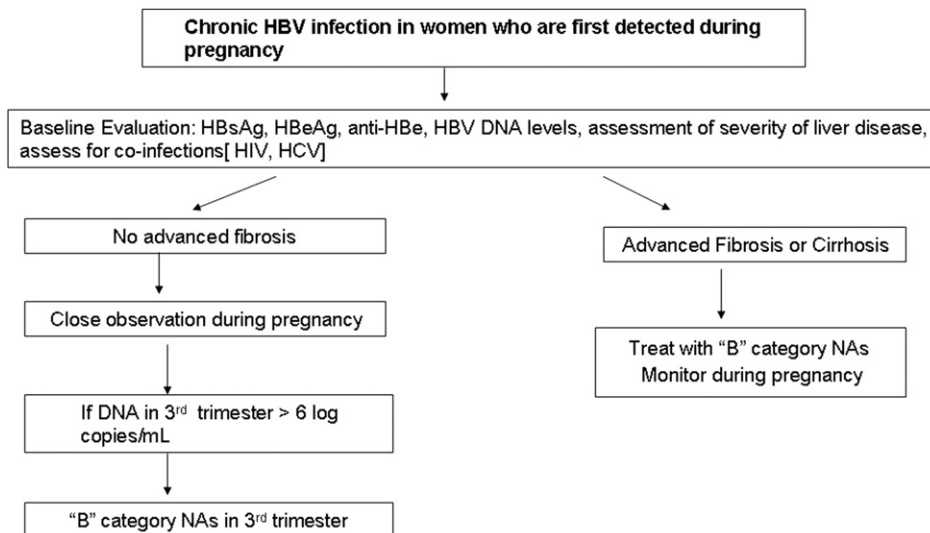 Chronic HBV infection in women who are first detected during
pregnancy
Baseline Evaluation: HBsAg, HBeAg, anti-HBe, HBV DNA levels, assessment of severity of liver disease,
assess for co-infections[ HIV, HCV]
No advanced fibrosis
Advanced Fibrosis or Cirrhosis
Close observation during pregnancy
Treat with “B” category NAs
Monitor during pregnancy
If DNA in 3rd trimester > 6 log
copies/mL
“B” category NAs in 3rd trimester